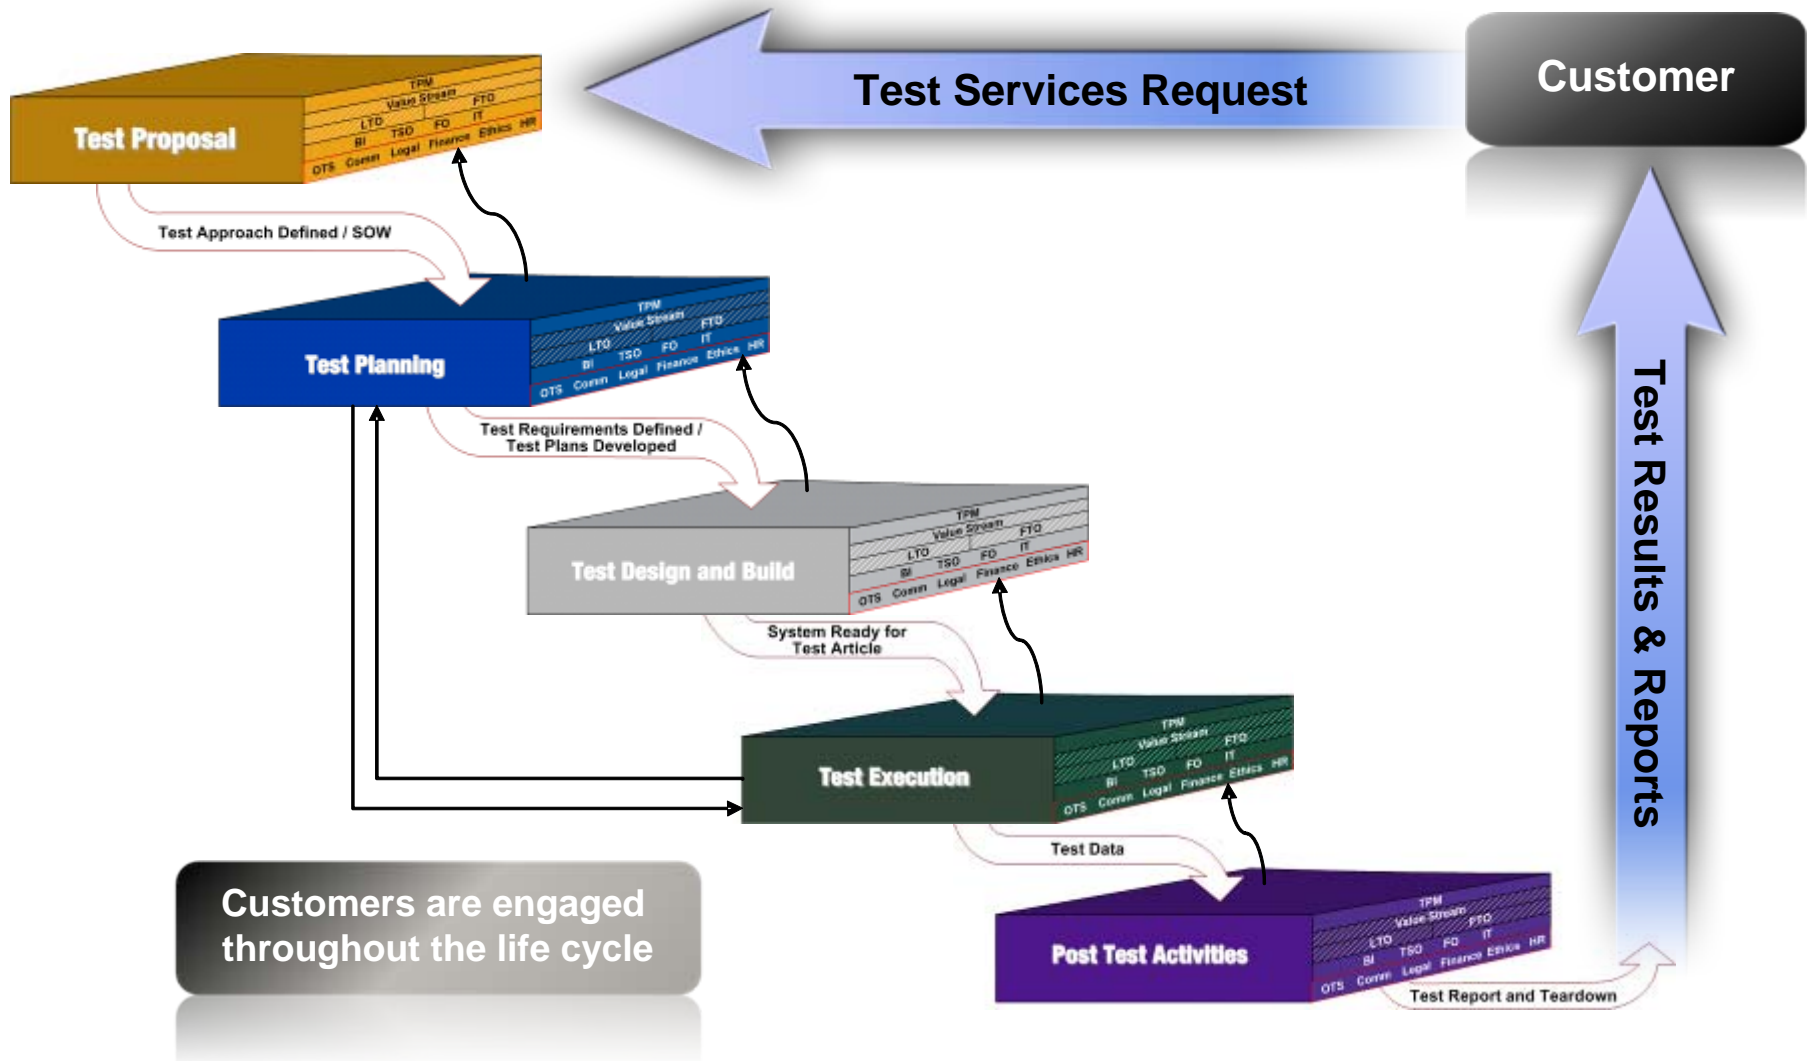 Test Services Request
Customer
Test Proposal
TPM
Value Stream
LTO FTO
BI TSO FO IT
OTS Comm Legal Finance Ethics HR
Test Approach Defined / SOW
Test Planning
TPM
Value Stream
LTO FTO
BI TSO FO IT
OTS Comm Legal Finance Ethics HR
Test Requirements Defined /
Test Plans Developed
Test Design and Build
TPM
Value Stream
LTO FTO
BI TSO FO IT
OTS Comm Legal Finance Ethics HR
System Ready for
Test Article
Test Execution
TPM
Value Stream
LTO FTO
BI TSO FO IT
OTS Comm Legal Finance Ethics HR
Test Data
Post Test Activities
TPM
Value Stream
LTO FTO
BI TSO FO IT
OTS Comm Legal Finance Ethics HR
Test Report and Teardown
Test Results & Reports
Customers are engaged
throughout the life cycle